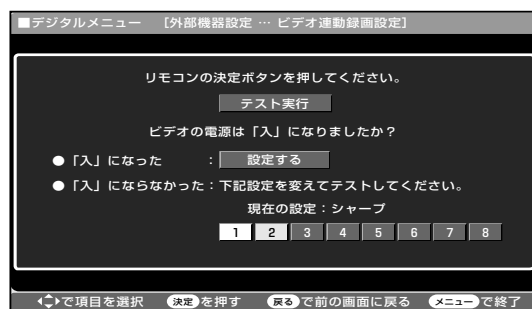 ■デジタルメニュー [外部機器設定 … ビデオ連動録画設定]
リモコンの決定ボタンを押してください。
テスト実行
ビデオの電源は「入」になりましたか？
●「入」になった ： 設定する
●「入」にならなかった：下記設定を変えてテストしてください。
現在の設定：シャープ
1 2 3 4 5 6 7 8
で項目を選択 決定を押す 戻るで前の画面に戻る メニューで終了